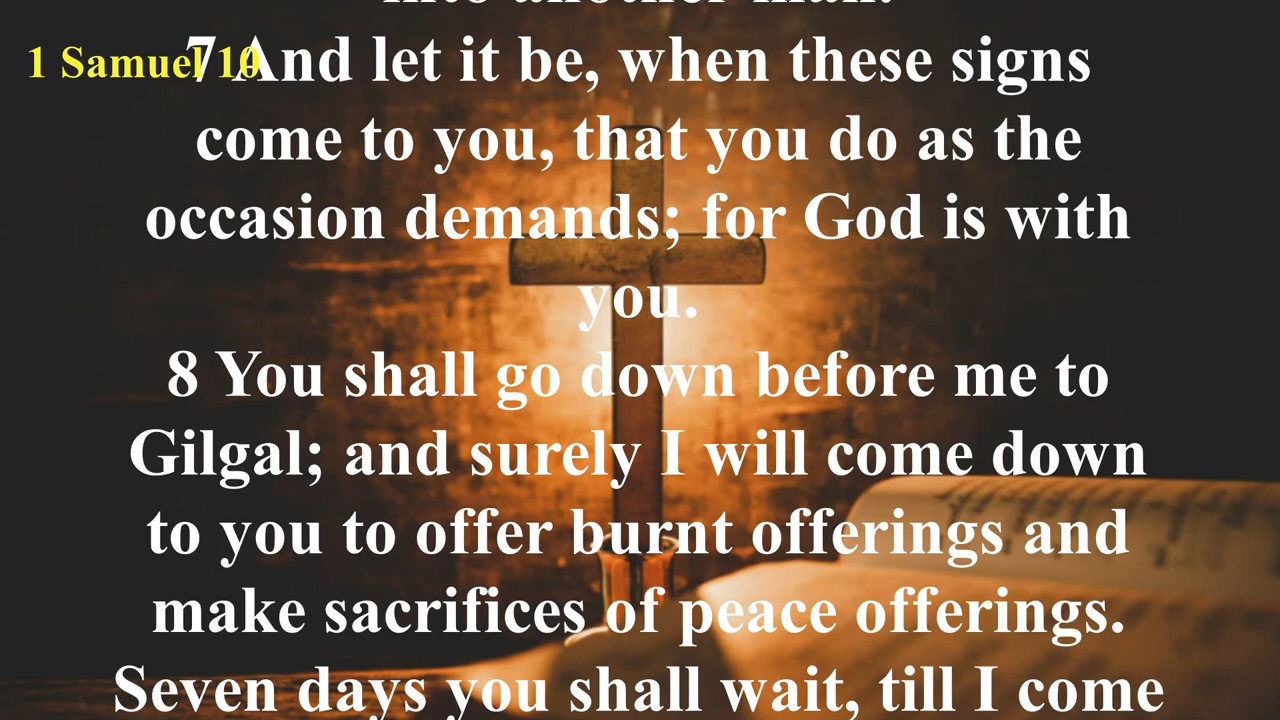 into another man.
1 Samuel 10
7 And let it be, when these signs
come to you, that you do as the
occasion demands; for God is with
you.
8 You shall go down before me to
Gilgal; and surely I will come down
to you to offer burnt offerings and
make sacrifices of peace offerings.
Seven days you shall wait, till I come